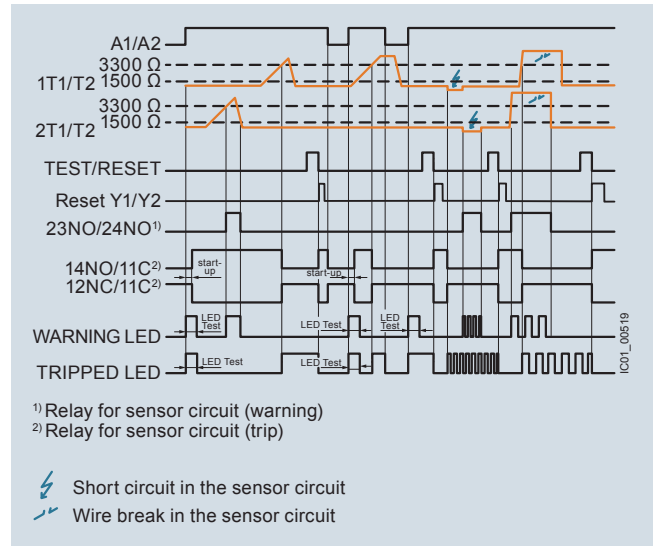 A1/A2
3300 Ω
1T1/T2 1500 Ω
3300 Ω
2T1/T2 1500 Ω
TEST/RESET
Reset Y1/Y2
23NO/24NO¹⁾
14NO/11C²⁾ start-up start-up
12NC/11C²⁾
WARNING LED LED Test LED Test LED Test
TRIPPED LED LED Test LED Test
IC01_00519
¹⁾ Relay for sensor circuit (warning)
²⁾ Relay for sensor circuit (trip)
Short circuit in the sensor circuit
Wire break in the sensor circuit